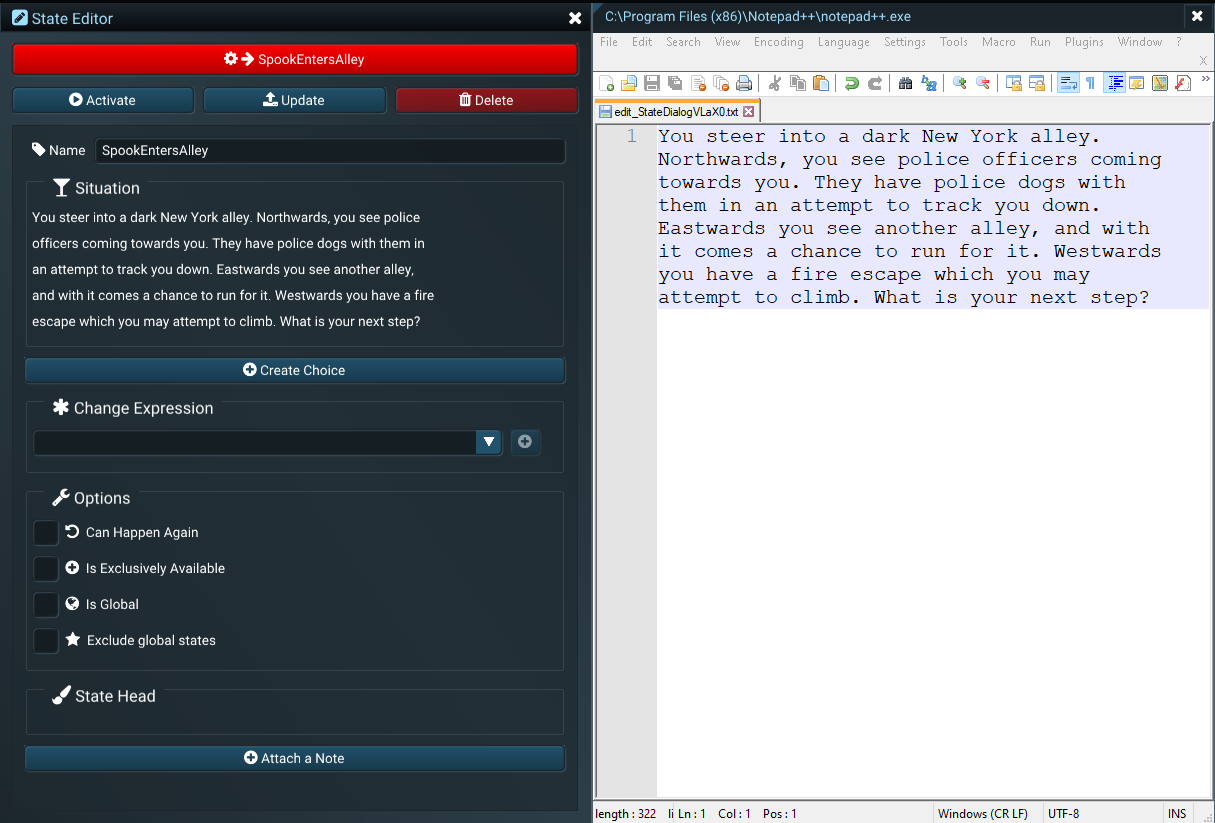 State Editor
SpookEntersAlley
Activate
Update
Delete
Name
SpookEntersAlley
Situation
You steer into a dark New York alley. Northwards, you see police
officers coming towards you. They have police dogs with them in
an attempt to track you down. Eastwards you see another alley,
and with it comes a chance to run for it. Westwards you have a fire
escape which you may attempt to climb. What is your next step?
Create Choice
Change Expression
Options
Can Happen Again
Is Exclusively Available
Is Global
Exclude global states
State Head
Attach a Note
C:\Program Files (x86)\Notepad++\notepad++.exe
File Edit Search View Encoding Language Settings Tools Macro Run Plugins Window ?
X
edit_StateDialogVLaX0.txt
1
You steer into a dark New York alley.
Northwards, you see police officers coming
towards you. They have police dogs with
them in an attempt to track you down.
Eastwards you see another alley, and with
it comes a chance to run for it. Westwards
you have a fire escape which you may
attempt to climb. What is your next step?
length : 322 li Ln : 1 Col : 1 Pos : 1 Windows (CR LF) UTF-8 INS